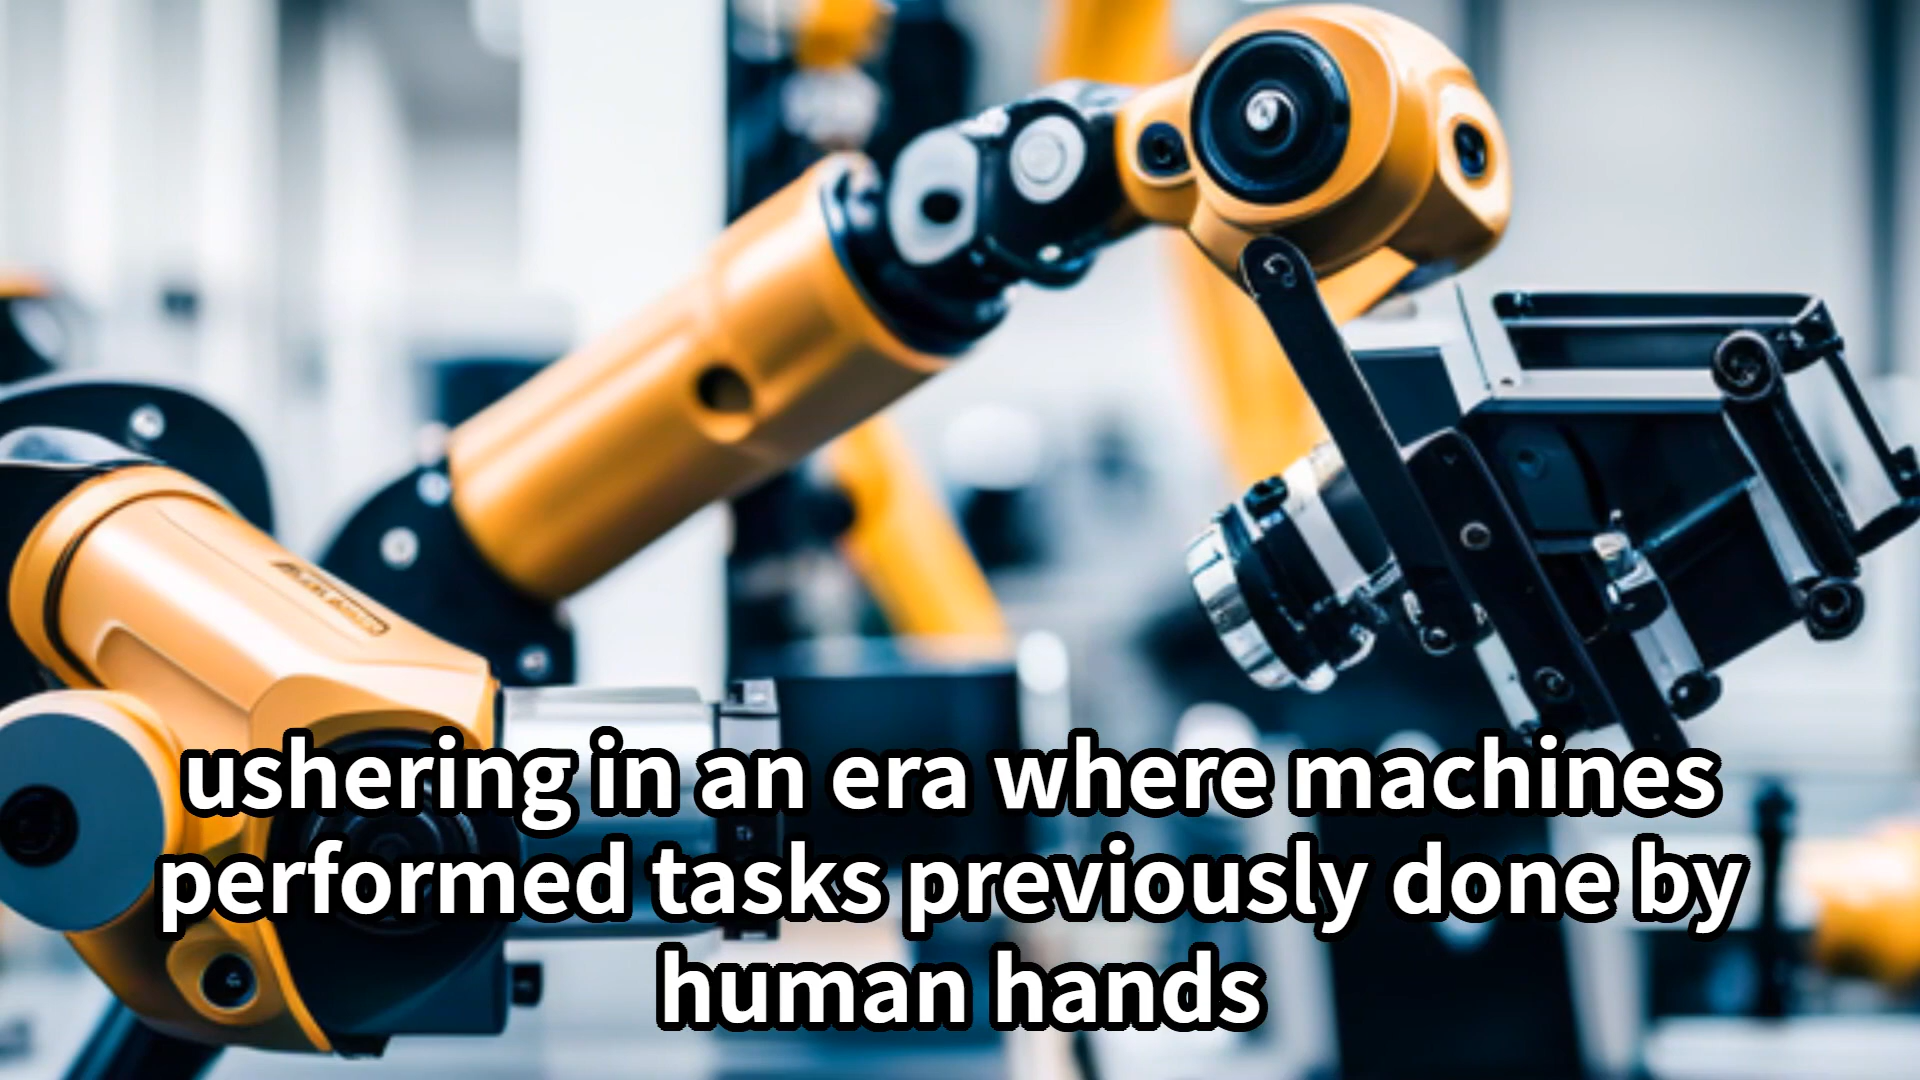 ushering in an era where machines
performed tasks previously done by
human hands